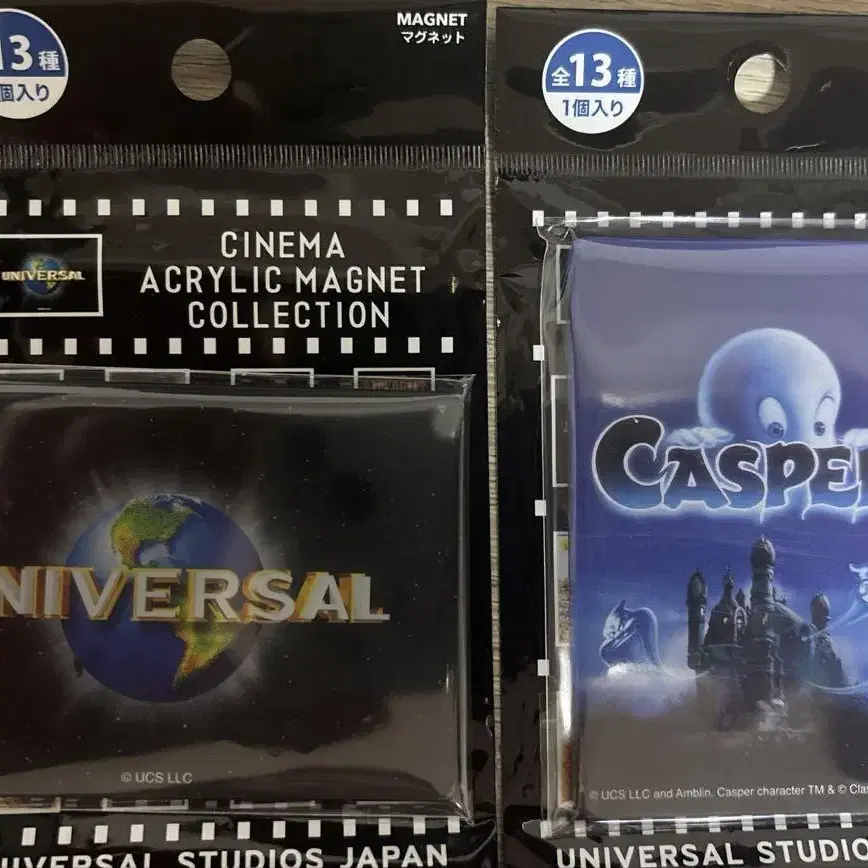 13種
個入り
MAGNET
マグネット
UNIVERSAL
CINEMA
ACRYLIC MAGNET
COLLECTION
NIVERSAL
© UCS LLC
NIVERSAL STUDIOS JAPAN
全13種
1個入り
CASPE
© UCS LLC and Amblin. Casper character TM & © Clas
UNIVERSAL STUDIO